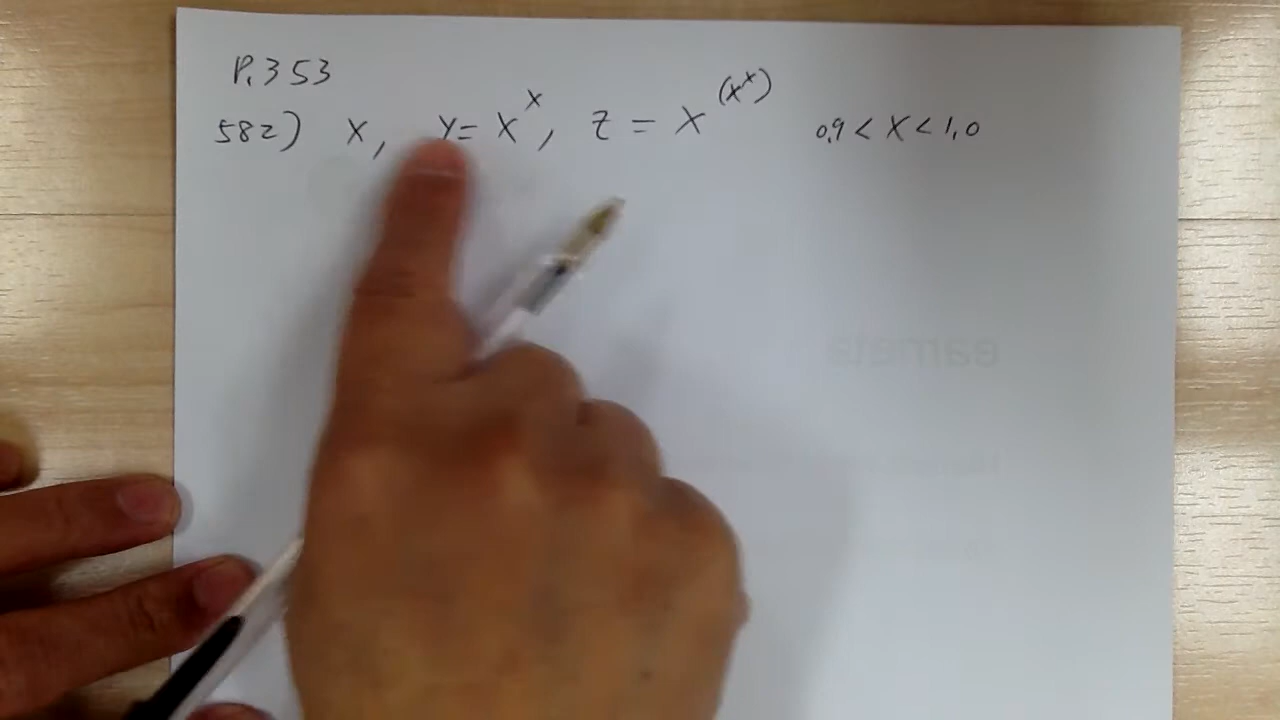 P.353
582) x, y = x^x, z = x^(x^x) 0.9 < x < 1.0